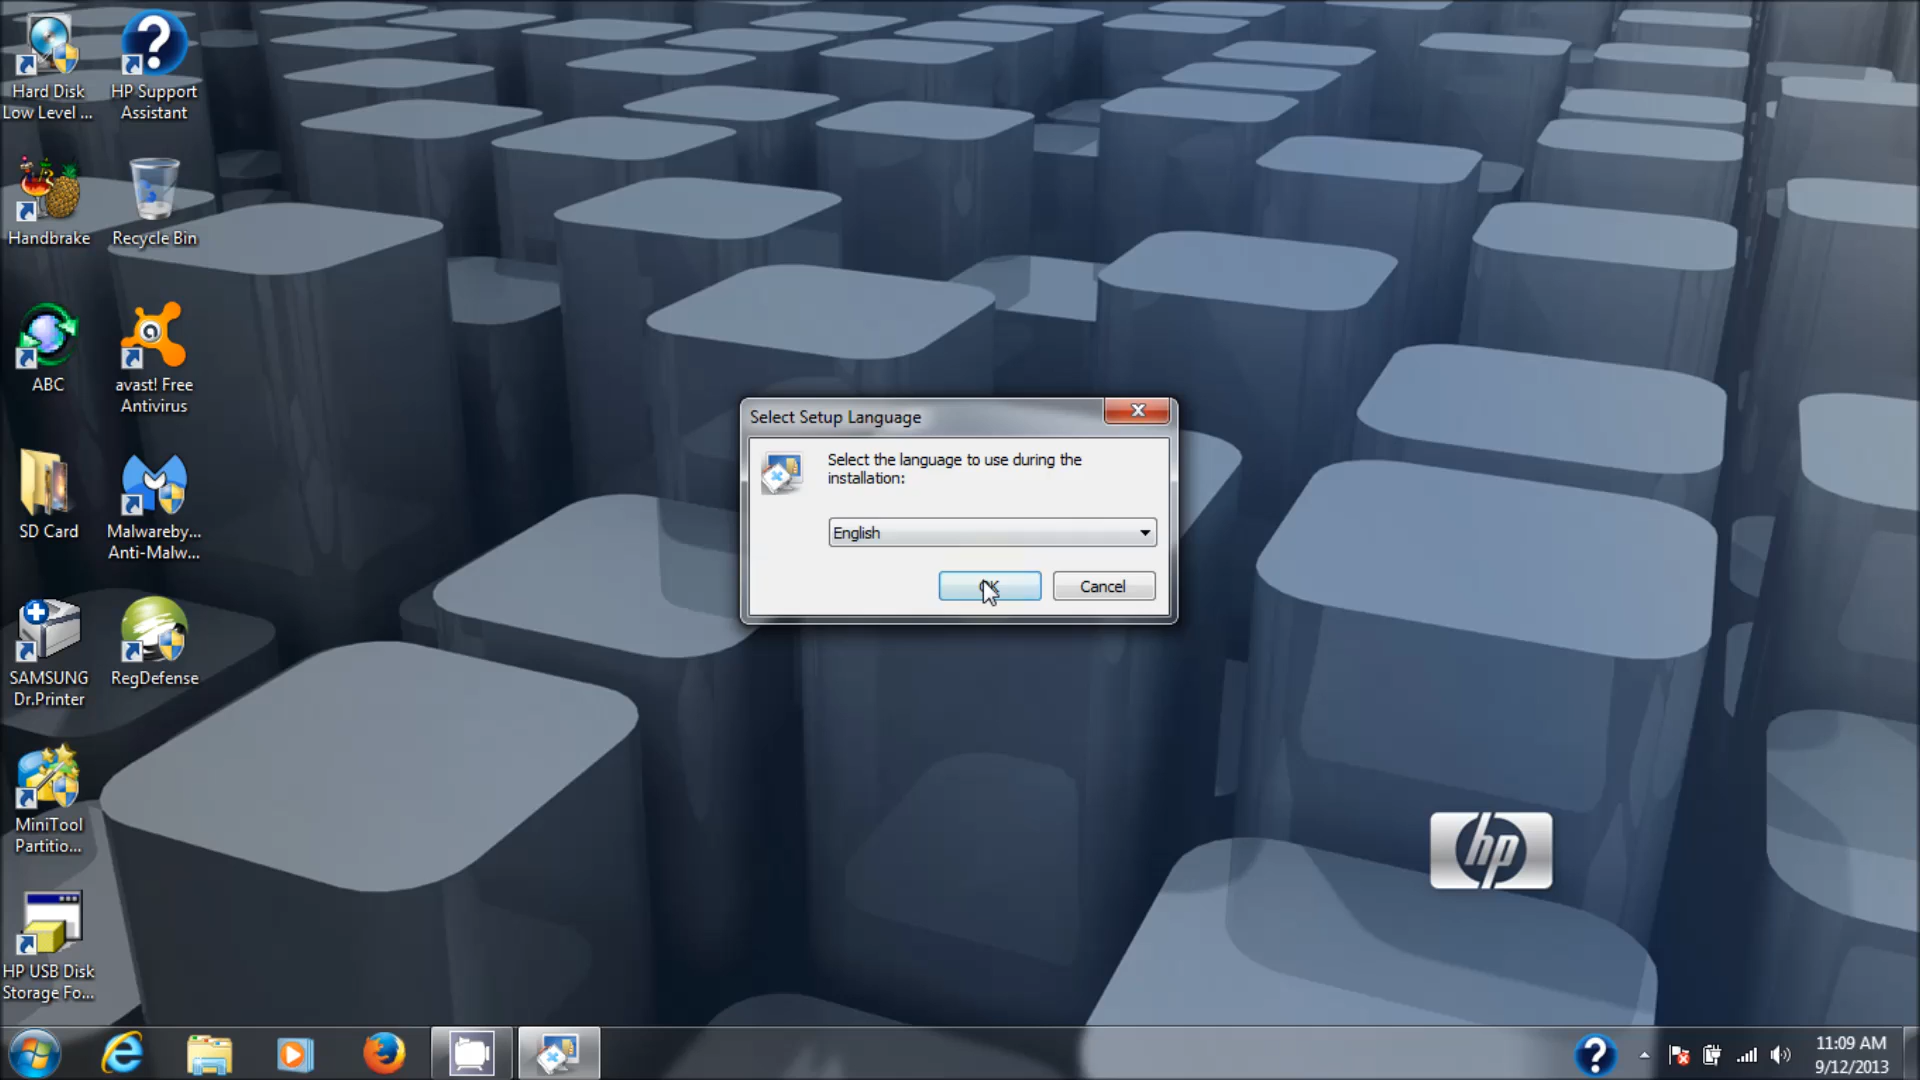 Hard Disk
Low Level ...
HP Support
Assistant
Handbrake
Recycle Bin
ABC
avast! Free
Antivirus
SD Card
Malwareby...
Anti-Malw...
SAMSUNG
Dr.Printer
RegDefense
MiniTool
Partitio...
HP USB Disk
Storage Fo...
Select Setup Language
Select the language to use during the
installation:
English
OK
Cancel
hp
11:09 AM
9/12/2013